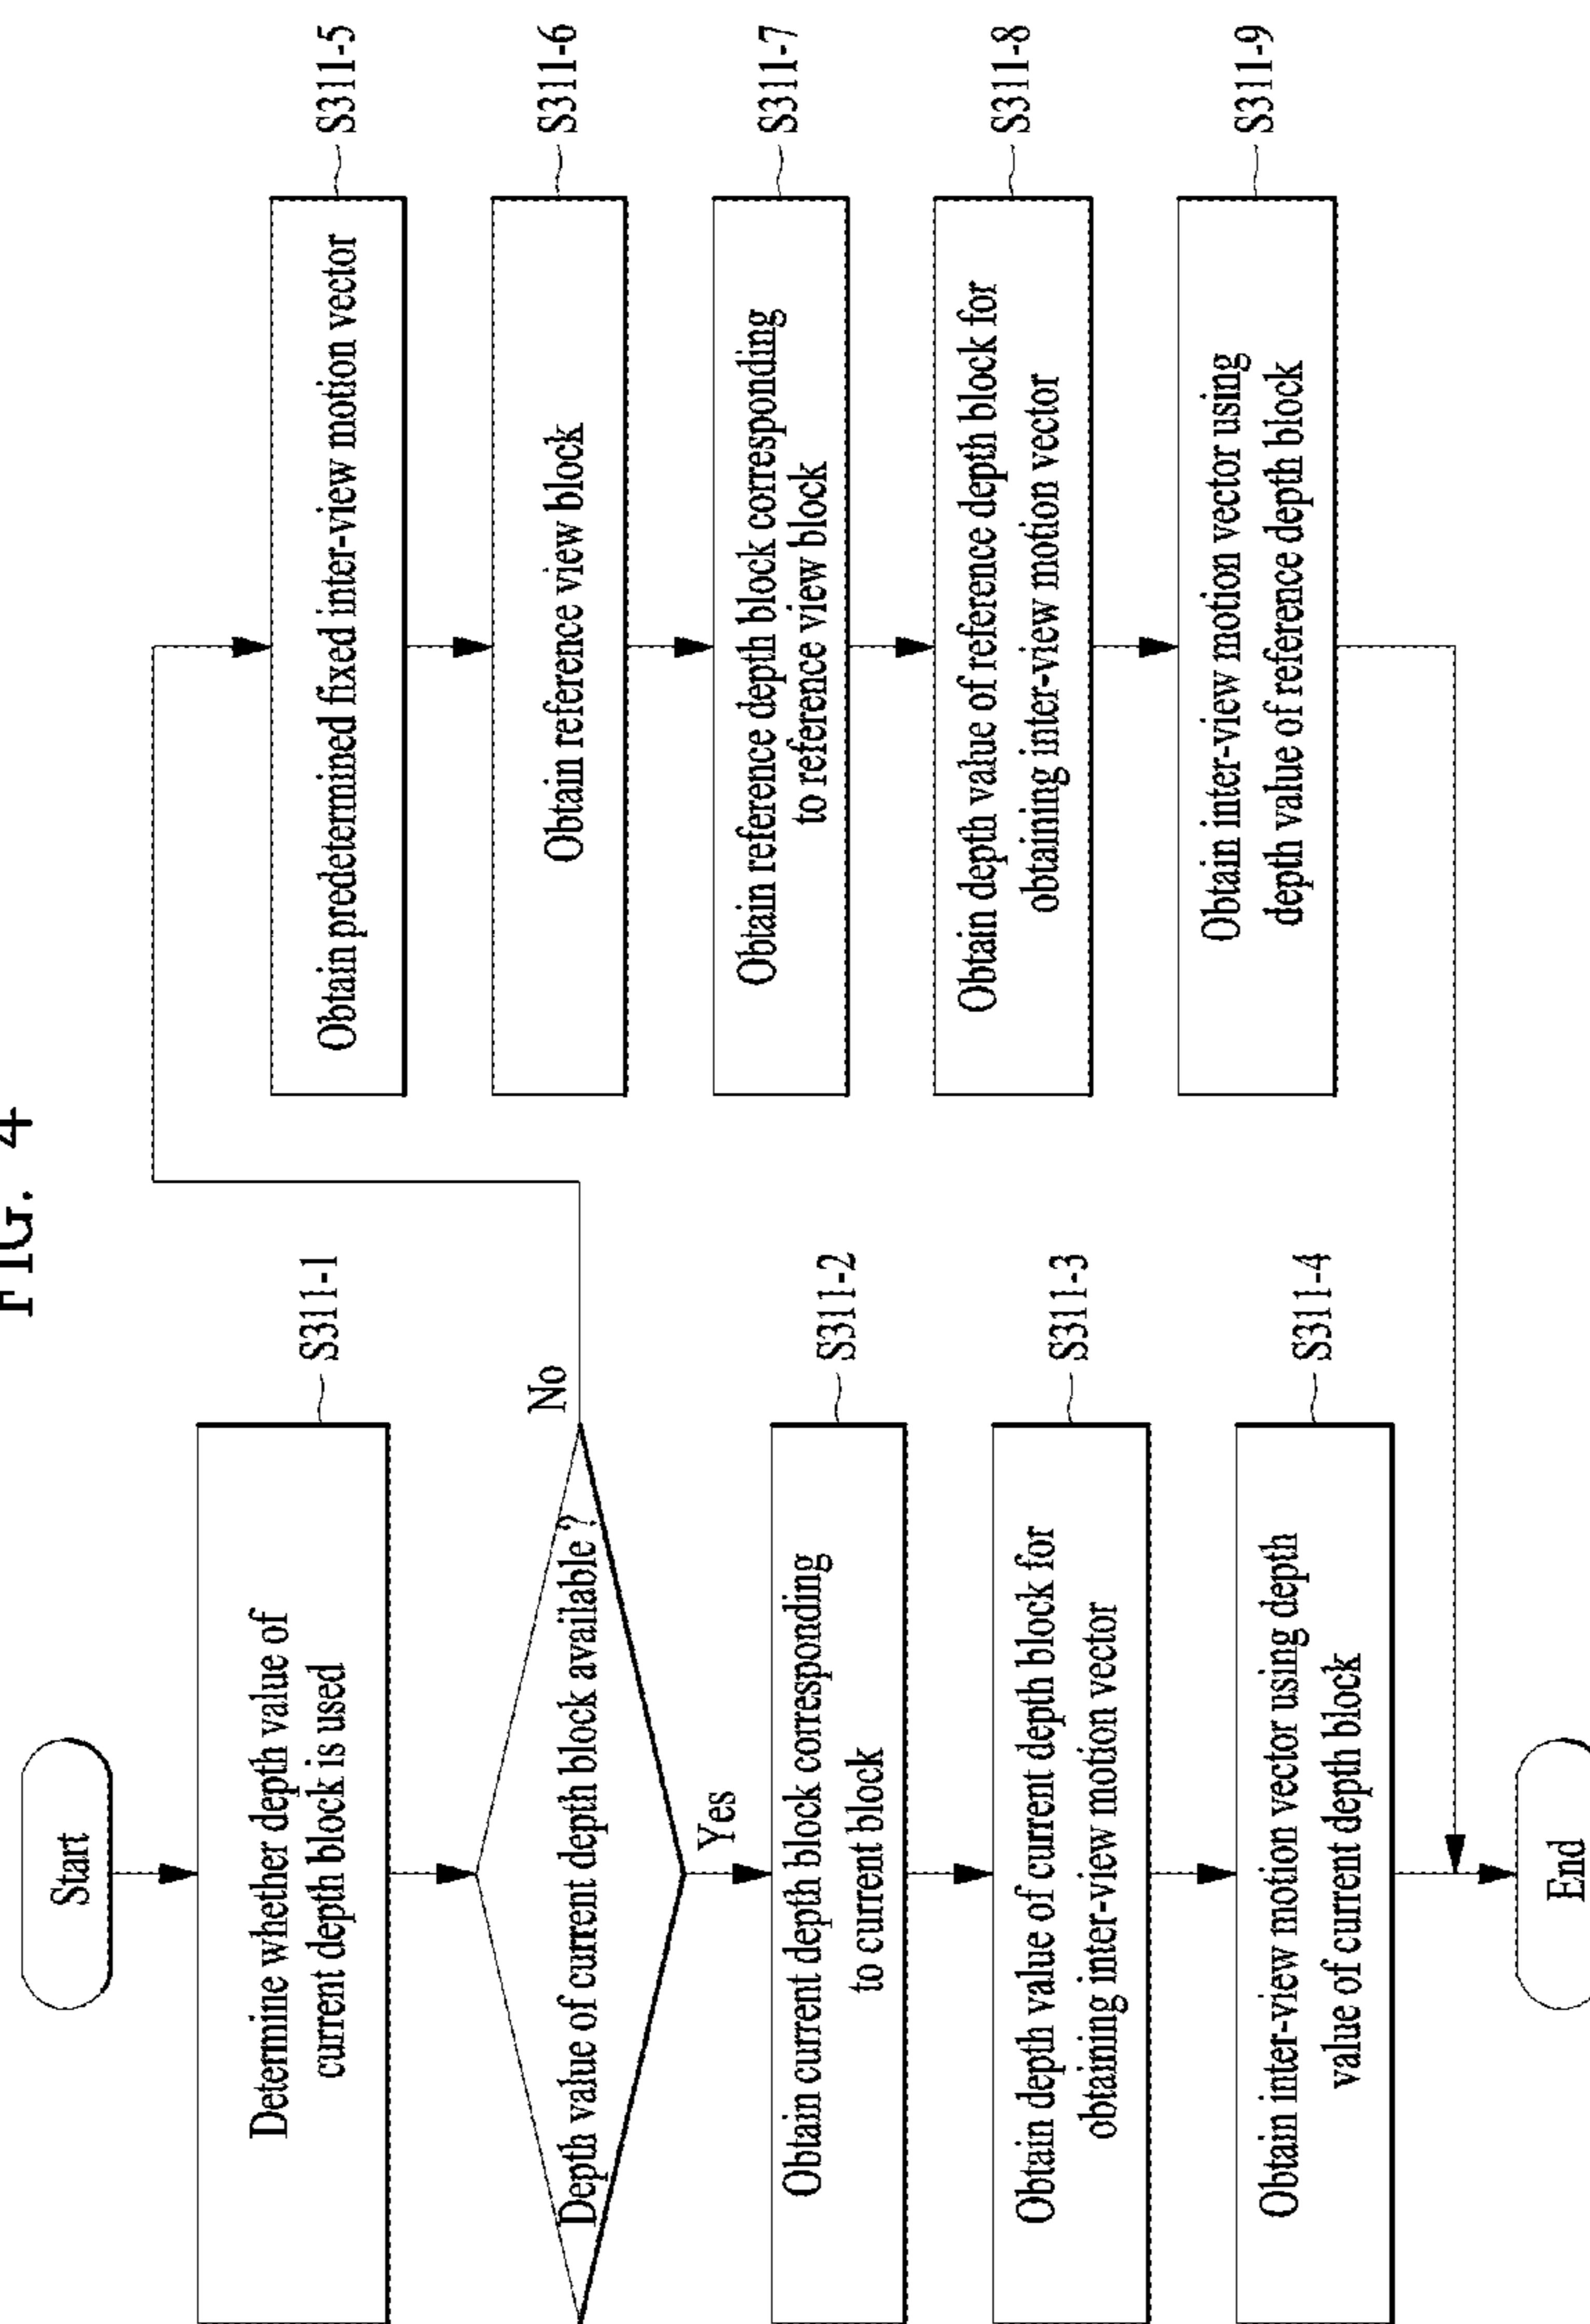 FIG. 4
Start
Determine whether depth value of
current depth block is used
S311-1
Depth value of current depth block available ?
No
Yes
Obtain current depth block corresponding
to current block
S311-2
Obtain depth value of current depth block for
obtaining inter-view motion vector
S311-3
Obtain inter-view motion vector using depth
value of current depth block
S311-4
Obtain predetermined fixed inter-view motion vector
S311-5
Obtain reference view block
S311-6
Obtain reference depth block corresponding
to reference view block
S311-7
Obtain depth value of reference depth block for
obtaining inter-view motion vector
S311-8
Obtain inter-view motion vector using
depth value of reference depth block
S311-9
End